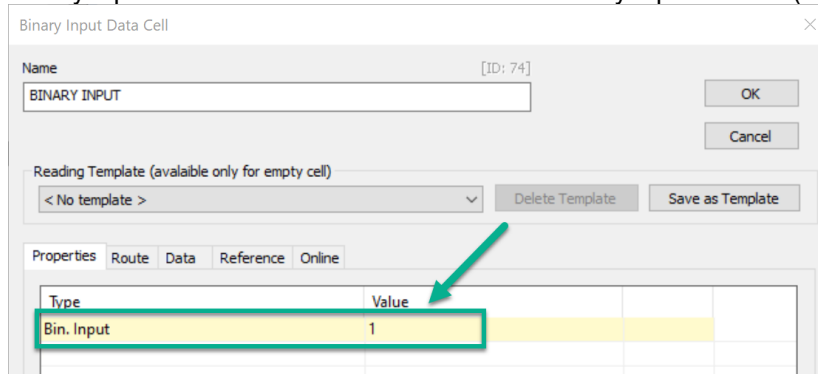 Binary Input Data Cell
Name [ID: 74]
BINARY INPUT
OK
Cancel
Reading Template (avalaible only for empty cell)
< No template >
Delete Template
Save as Template
Properties Route Data Reference Online
Type Value
Bin. Input 1